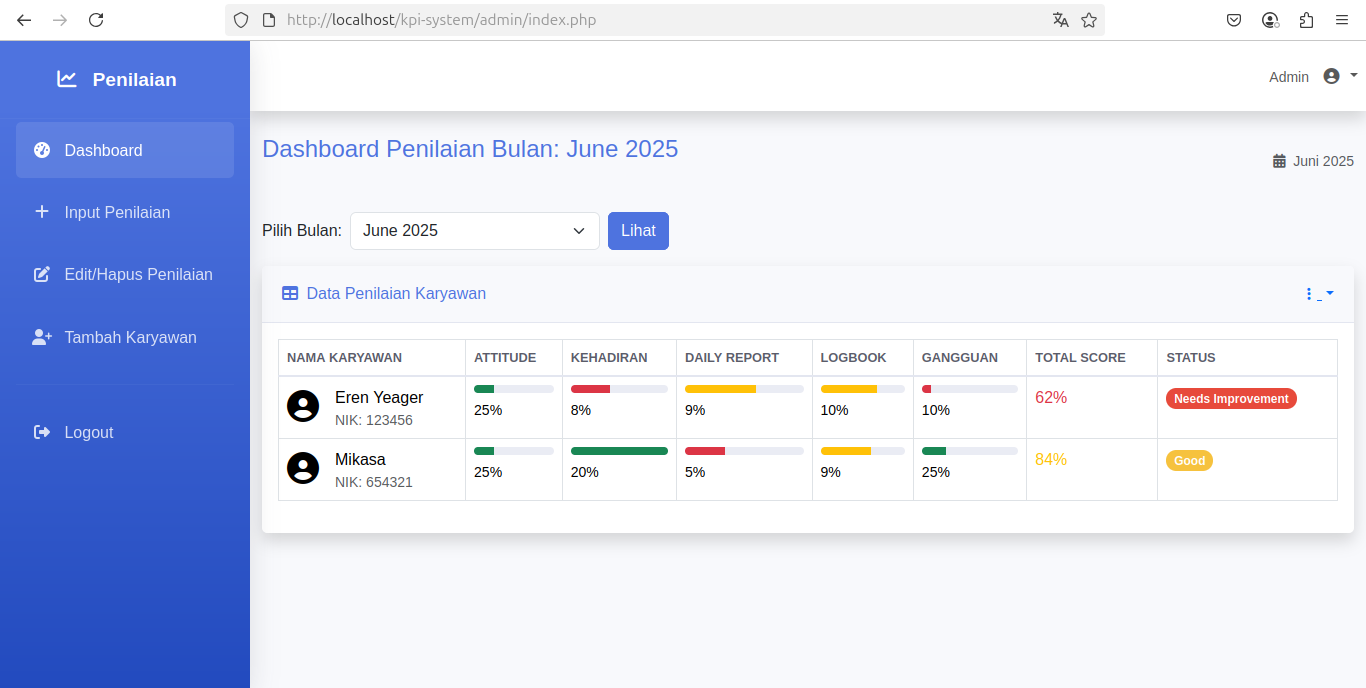 http://localhost/kpi-system/admin/index.php
Penilaian
Admin
Dashboard
Input Penilaian
Edit/Hapus Penilaian
Tambah Karyawan
Logout
Dashboard Penilaian Bulan: June 2025
Juni 2025
Pilih Bulan: June 2025 Lihat
Data Penilaian Karyawan
NAMA KARYAWAN ATTITUDE KEHADIRAN DAILY REPORT LOGBOOK GANGGUAN TOTAL SCORE STATUS
Eren Yeager 62% Needs Improvement
NIK: 123456 25% 8% 9% 10% 10%
Mikasa 84% Good
NIK: 654321 25% 20% 5% 9% 25%